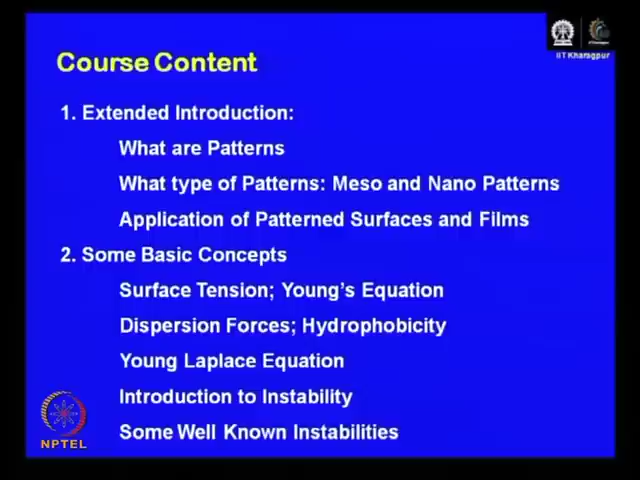 IIT Kharagpur
Course Content
1. Extended Introduction:
What are Patterns
What type of Patterns: Meso and Nano Patterns
Application of Patterned Surfaces and Films
2. Some Basic Concepts
Surface Tension; Young's Equation
Dispersion Forces; Hydrophobicity
Young Laplace Equation
Introduction to Instability
Some Well Known Instabilities
NPTEL